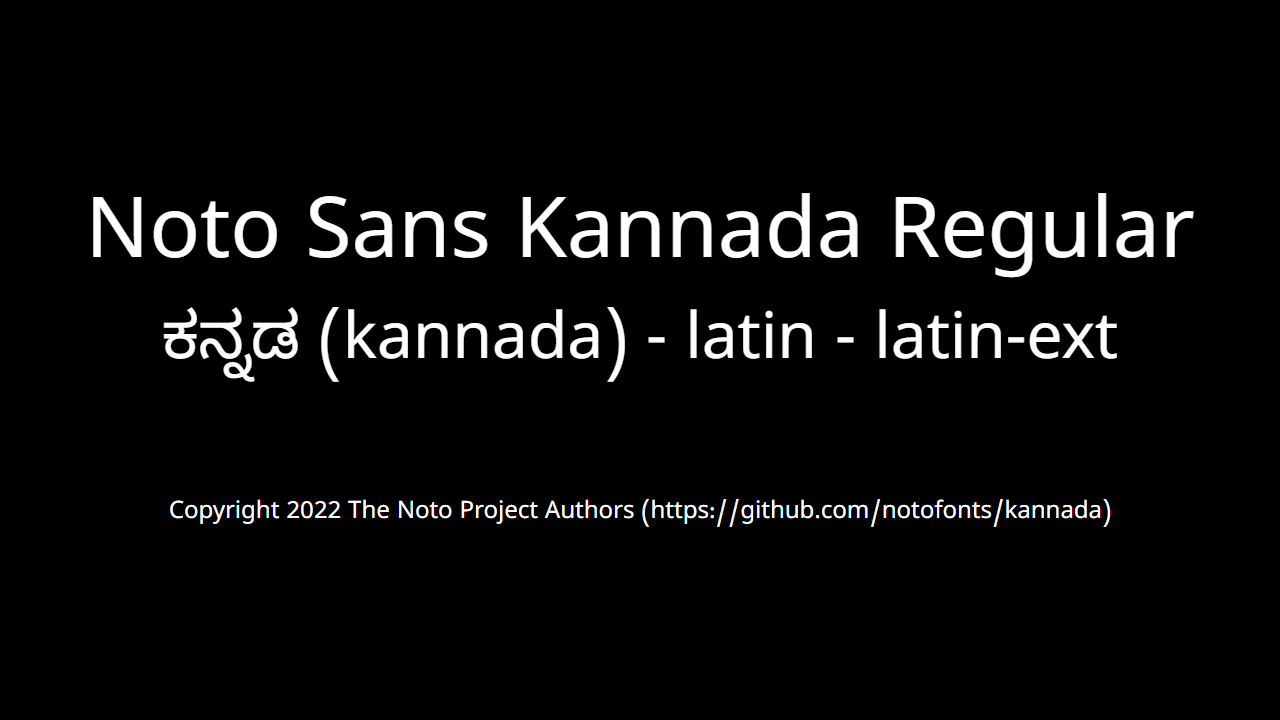 Noto Sans Kannada Regular
ಕನ್ನಡ (kannada) - latin - latin-ext
Copyright 2022 The Noto Project Authors (https://github.com/notofonts/kannada)